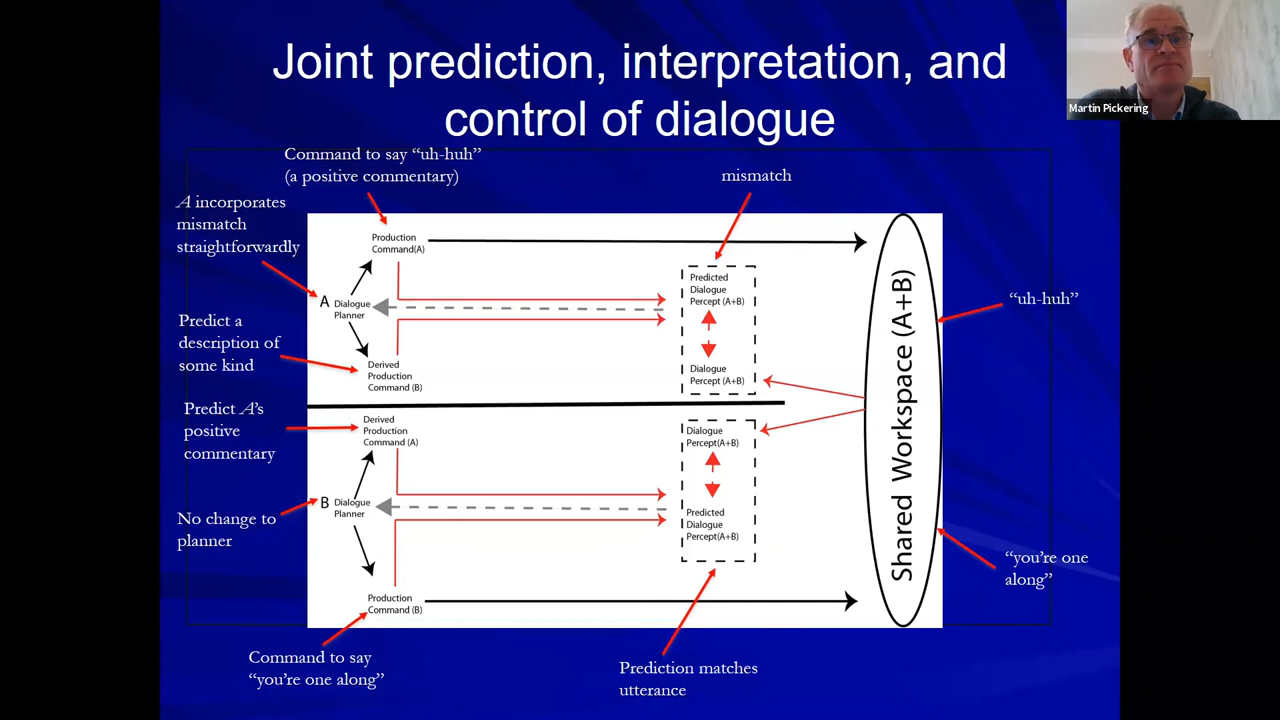 Joint prediction, interpretation, and
control of dialogue
Martin Pickering
Command to say “uh-huh”
(a positive commentary)
mismatch
A incorporates
mismatch
straightforwardly
Production
Command(A)
A Dialogue
Planner
Predicted
Dialogue
Percept (A+B)
“uh-huh”
Predict a
description of
some kind
Derived
Production
Command (B)
Dialogue
Percept (A+B)
Shared Workspace (A+B)
Predict A’s
positive
commentary
Derived
Production
Command (A)
Dialogue
Percept(A+B)
No change to
planner
B Dialogue
Planner
Predicted
Dialogue
Percept(A+B)
“you’re one
along”
Production
Command (B)
Command to say
“you’re one along”
Prediction matches
utterance